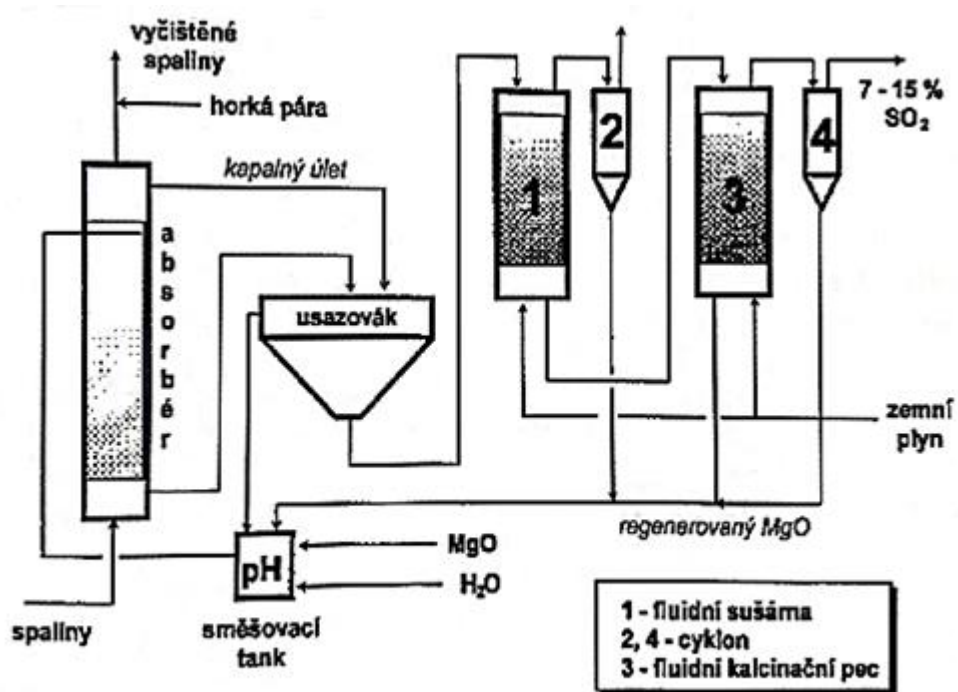 vyčištěné
spaliny
horká pára
kapalný úlet
absorbér
usazovák
1
2
3
4
7 - 15 %
SO₂
zemní
plyn
regenerovaný MgO
MgO
H₂O
pH
směšovací
tank
spaliny
1 - fluidní sušárna
2, 4 - cyklon
3 - fluidní kalcinační pec